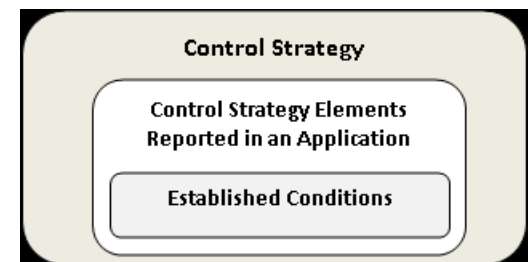 Control Strategy
Control Strategy Elements
Reported in an Application
Established Conditions